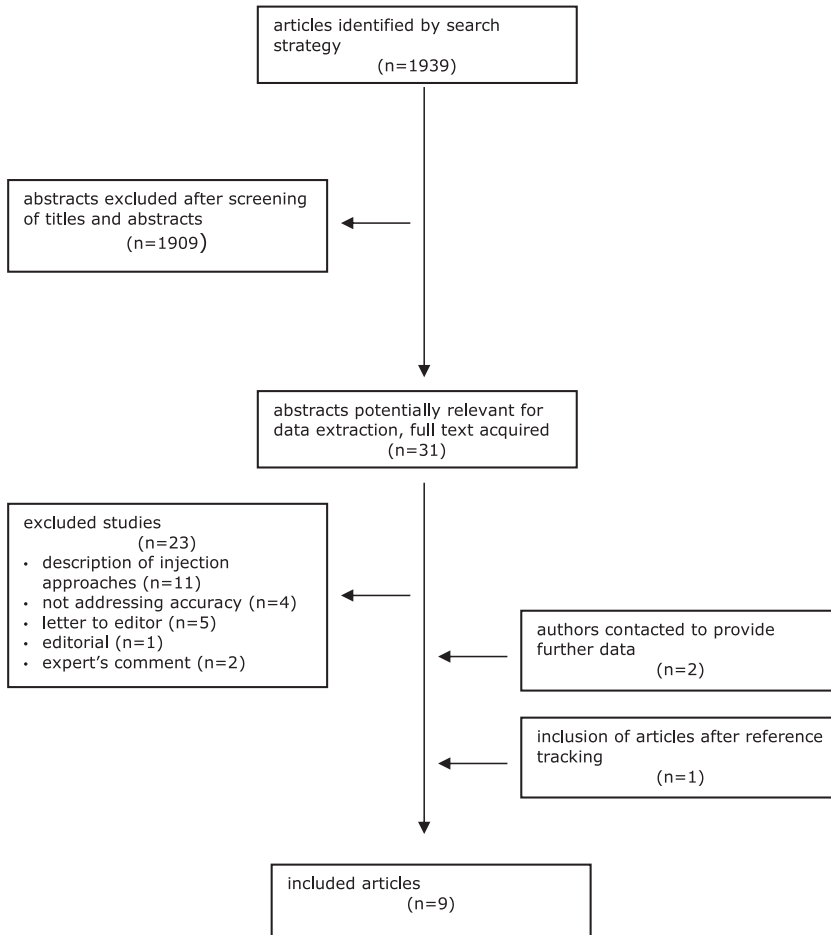 articles identified by search
strategy
(n=1939)
abstracts excluded after screening
of titles and abstracts
(n=1909)
abstracts potentially relevant for
data extraction, full text acquired
(n=31)
excluded studies
(n=23)
• description of injection
approaches (n=11)
• not addressing accuracy (n=4)
• letter to editor (n=5)
• editorial (n=1)
• expert's comment (n=2)
authors contacted to provide
further data
(n=2)
inclusion of articles after reference
tracking
(n=1)
included articles
(n=9)